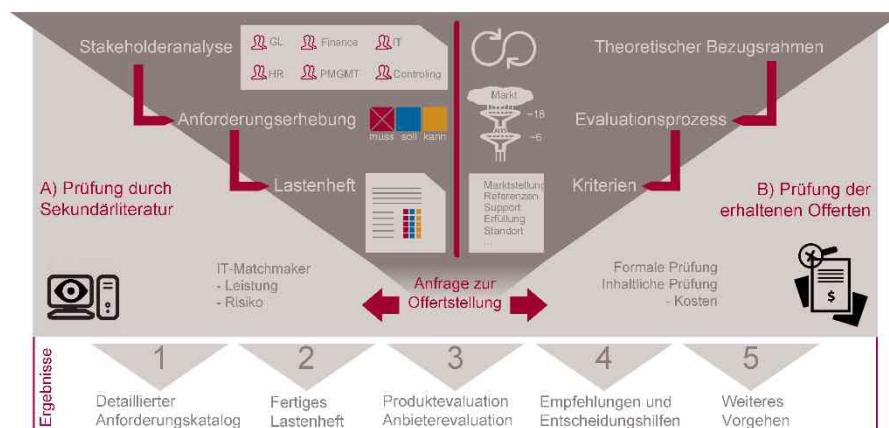 Stakeholderanalyse
GL
Finance
IT
HR
PMGMT
Controling
Theoretischer Bezugsrahmen
Anforderungserhebung
muss
soll
kann
Markt
~18
~6
Evaluationsprozess
A) Prüfung durch
Sekundärliteratur
Lastenheft
Marktstellung
Referenzen
Support
Erfüllung
Standort
...
Kriterien
B) Prüfung der
erhaltenen Offerten
IT-Matchmaker
- Leistung
- Risiko
Anfrage zur
Offertstellung
Formale Prüfung
Inhaltliche Prüfung
- Kosten
$
Ergebnisse
1
Detaillierter
Anforderungskatalog
2
Fertiges
Lastenheft
3
Produktevaluation
Anbieterevaluation
4
Empfehlungen und
Entscheidungshilfen
5
Weiteres
Vorgehen